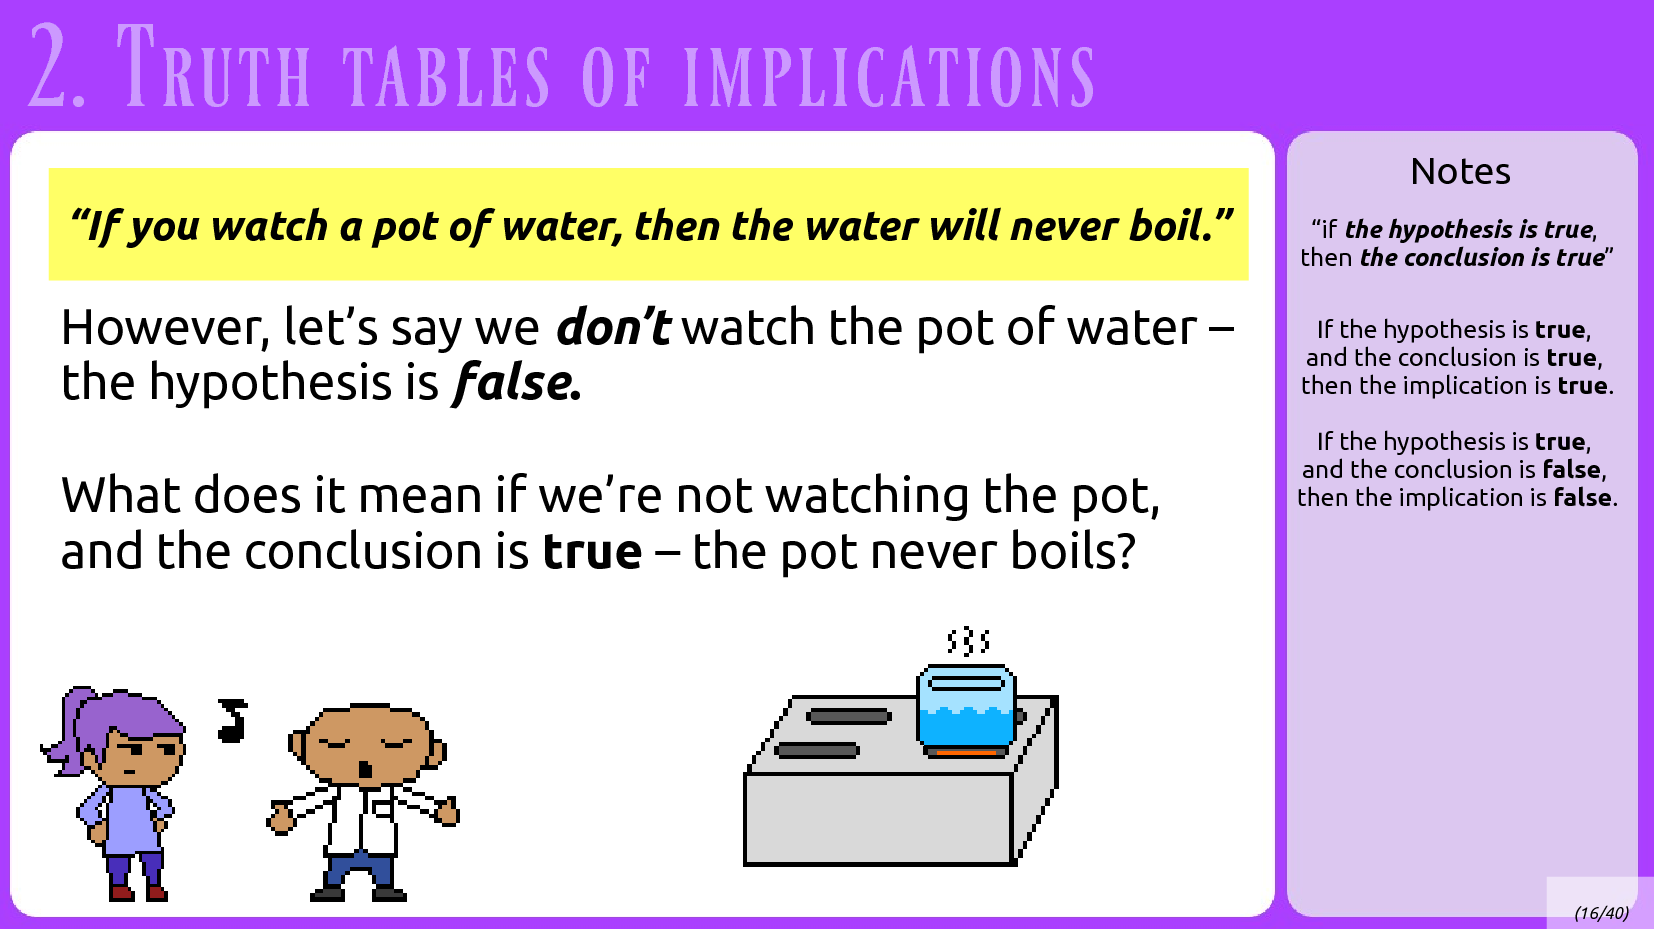 2. Truth tables of implications
“If you watch a pot of water, then the water will never boil.”
However, let’s say we don’t watch the pot of water –
the hypothesis is false.
What does it mean if we’re not watching the pot,
and the conclusion is true – the pot never boils?
Notes
“if the hypothesis is true,
then the conclusion is true”
If the hypothesis is true,
and the conclusion is true,
then the implication is true.
If the hypothesis is true,
and the conclusion is false,
then the implication is false.
(16/40)